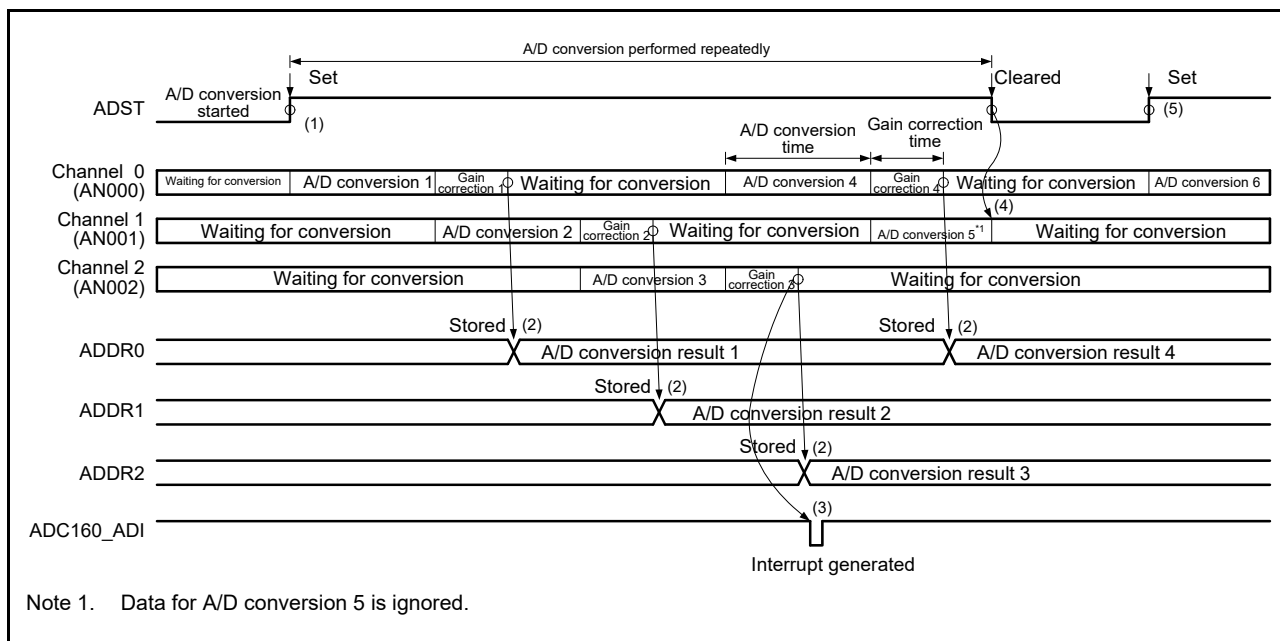 A/D conversion performed repeatedly
Set
Cleared
Set
A/D conversion
started
ADST
(1)
(5)
A/D conversion
time
Gain correction
time
Channel 0
(AN000)
Waiting for conversion
A/D conversion 1
Gain
correction 1
Waiting for conversion
A/D conversion 4
Gain
correction 4
Waiting for conversion
A/D conversion 6
(4)
Channel 1
(AN001)
Waiting for conversion
A/D conversion 2
Gain
correction 2
Waiting for conversion
A/D conversion 5*1
Waiting for conversion
Channel 2
(AN002)
Waiting for conversion
A/D conversion 3
Gain
correction 3
Waiting for conversion
Stored (2)
Stored (2)
ADDR0
A/D conversion result 1
A/D conversion result 4
Stored (2)
ADDR1
A/D conversion result 2
Stored (2)
ADDR2
A/D conversion result 3
(3)
ADC160_ADI
Interrupt generated
Note 1. Data for A/D conversion 5 is ignored.